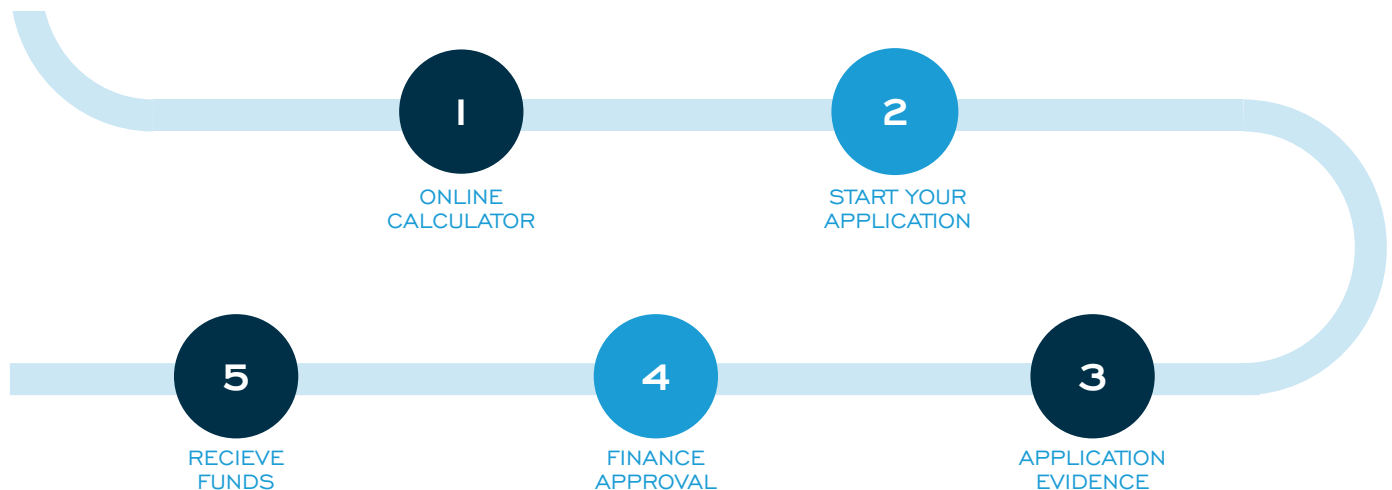 1
ONLINE
CALCULATOR
2
START YOUR
APPLICATION
3
APPLICATION
EVIDENCE
4
FINANCE
APPROVAL
5
RECIEVE
FUNDS